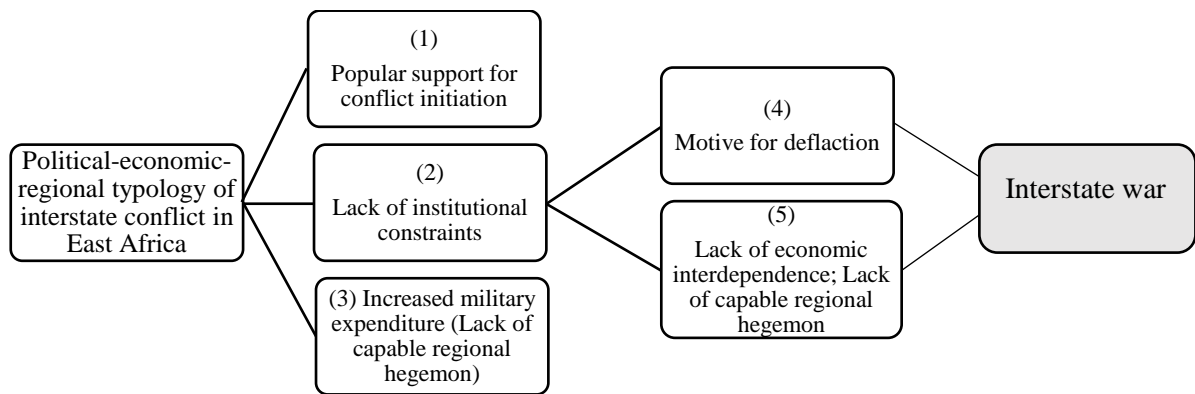 Political-economic-
regional typology of
interstate conflict in
East Africa
(1)
Popular support for
conflict initiation
(2)
Lack of institutional
constraints
(3) Increased military
expenditure (Lack of
capable regional
hegemon)
(4)
Motive for deflaction
(5)
Lack of economic
interdependence; Lack
of capable regional
hegemon
Interstate war